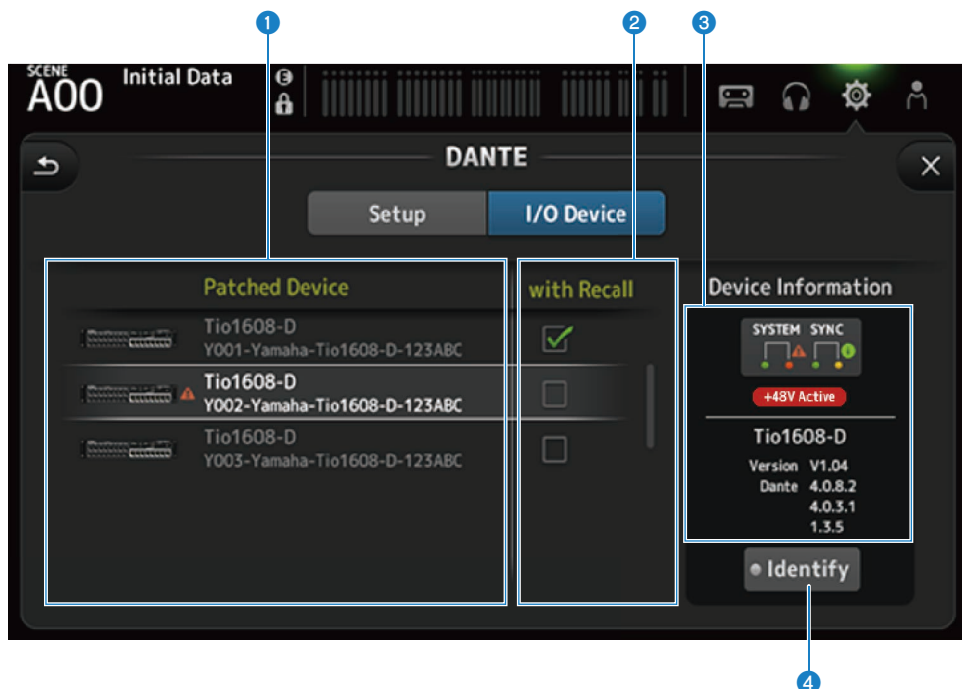 1 2 3
SCENE
A00 Initial Data E
DANTE
Setup I/O Device
Patched Device with Recall Device Information
Tio1608-D
Y001-Yamaha-Tio1608-D-123ABC
Tio1608-D
Y002-Yamaha-Tio1608-D-123ABC
Tio1608-D
Y003-Yamaha-Tio1608-D-123ABC
SYSTEM SYNC
+48V Active
Tio1608-D
Version V1.04
Dante 4.0.8.2
4.0.3.1
1.3.5
Identify
4